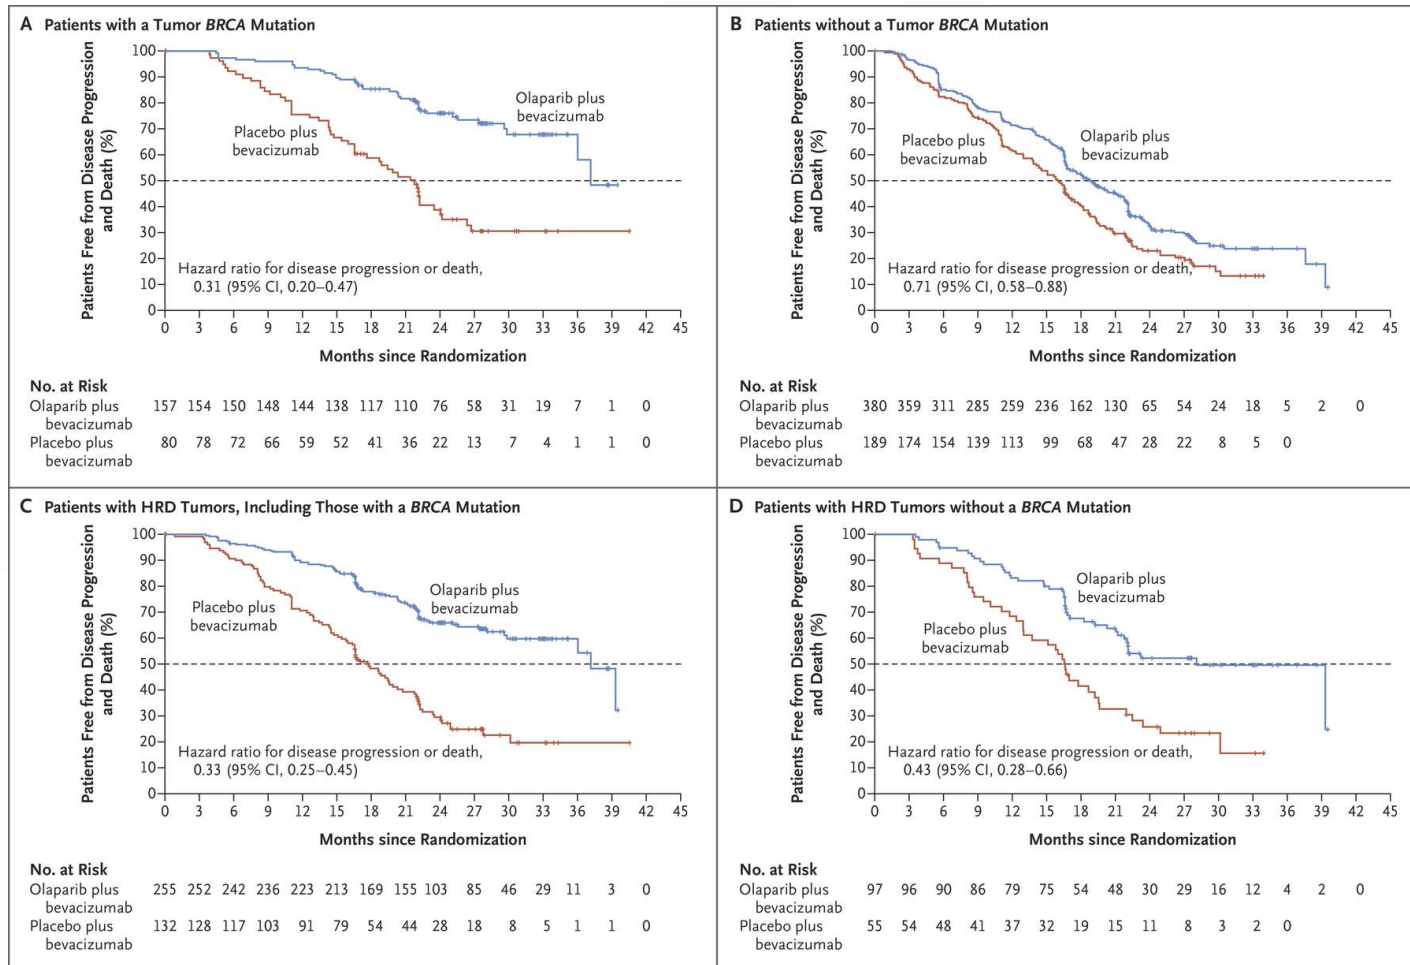 A Patients with a Tumor BRCA Mutation
Patients Free from Disease Progression
and Death (%)
100
90
80
70
60
50
40
30
20
10
0
Olaparib plus
bevacizumab
Placebo plus
bevacizumab
Hazard ratio for disease progression or death,
0.31 (95% CI, 0.20–0.47)
0 3 6 9 12 15 18 21 24 27 30 33 36 39 42 45
Months since Randomization
No. at Risk
Olaparib plus 157 154 150 148 144 138 117 110 76 58 31 19 7 1 0
bevacizumab
Placebo plus 80 78 72 66 59 52 41 36 22 13 7 4 1 1 0
bevacizumab
B Patients without a Tumor BRCA Mutation
Patients Free from Disease Progression
and Death (%)
100
90
80
70
60
50
40
30
20
10
0
Placebo plus
bevacizumab
Olaparib plus
bevacizumab
Hazard ratio for disease progression or death,
0.71 (95% CI, 0.58–0.88)
0 3 6 9 12 15 18 21 24 27 30 33 36 39 42 45
Months since Randomization
No. at Risk
Olaparib plus 380 359 311 285 259 236 162 130 65 54 24 18 5 2 0
bevacizumab
Placebo plus 189 174 154 139 113 99 68 47 28 22 8 5 0
bevacizumab
C Patients with HRD Tumors, Including Those with a BRCA Mutation
Patients Free from Disease Progression
and Death (%)
100
90
80
70
60
50
40
30
20
10
0
Olaparib plus
bevacizumab
Placebo plus
bevacizumab
Hazard ratio for disease progression or death,
0.33 (95% CI, 0.25–0.45)
0 3 6 9 12 15 18 21 24 27 30 33 36 39 42 45
Months since Randomization
No. at Risk
Olaparib plus 255 252 242 236 223 213 169 155 103 85 46 29 11 3 0
bevacizumab
Placebo plus 132 128 117 103 91 79 54 44 28 18 8 5 1 1 0
bevacizumab
D Patients with HRD Tumors without a BRCA Mutation
Patients Free from Disease Progression
and Death (%)
100
90
80
70
60
50
40
30
20
10
0
Olaparib plus
bevacizumab
Placebo plus
bevacizumab
Hazard ratio for disease progression or death,
0.43 (95% CI, 0.28–0.66)
0 3 6 9 12 15 18 21 24 27 30 33 36 39 42 45
Months since Randomization
No. at Risk
Olaparib plus 97 96 90 86 79 75 54 48 30 29 16 12 4 2 0
bevacizumab
Placebo plus 55 54 48 41 37 32 19 15 11 8 3 2 0
bevacizumab